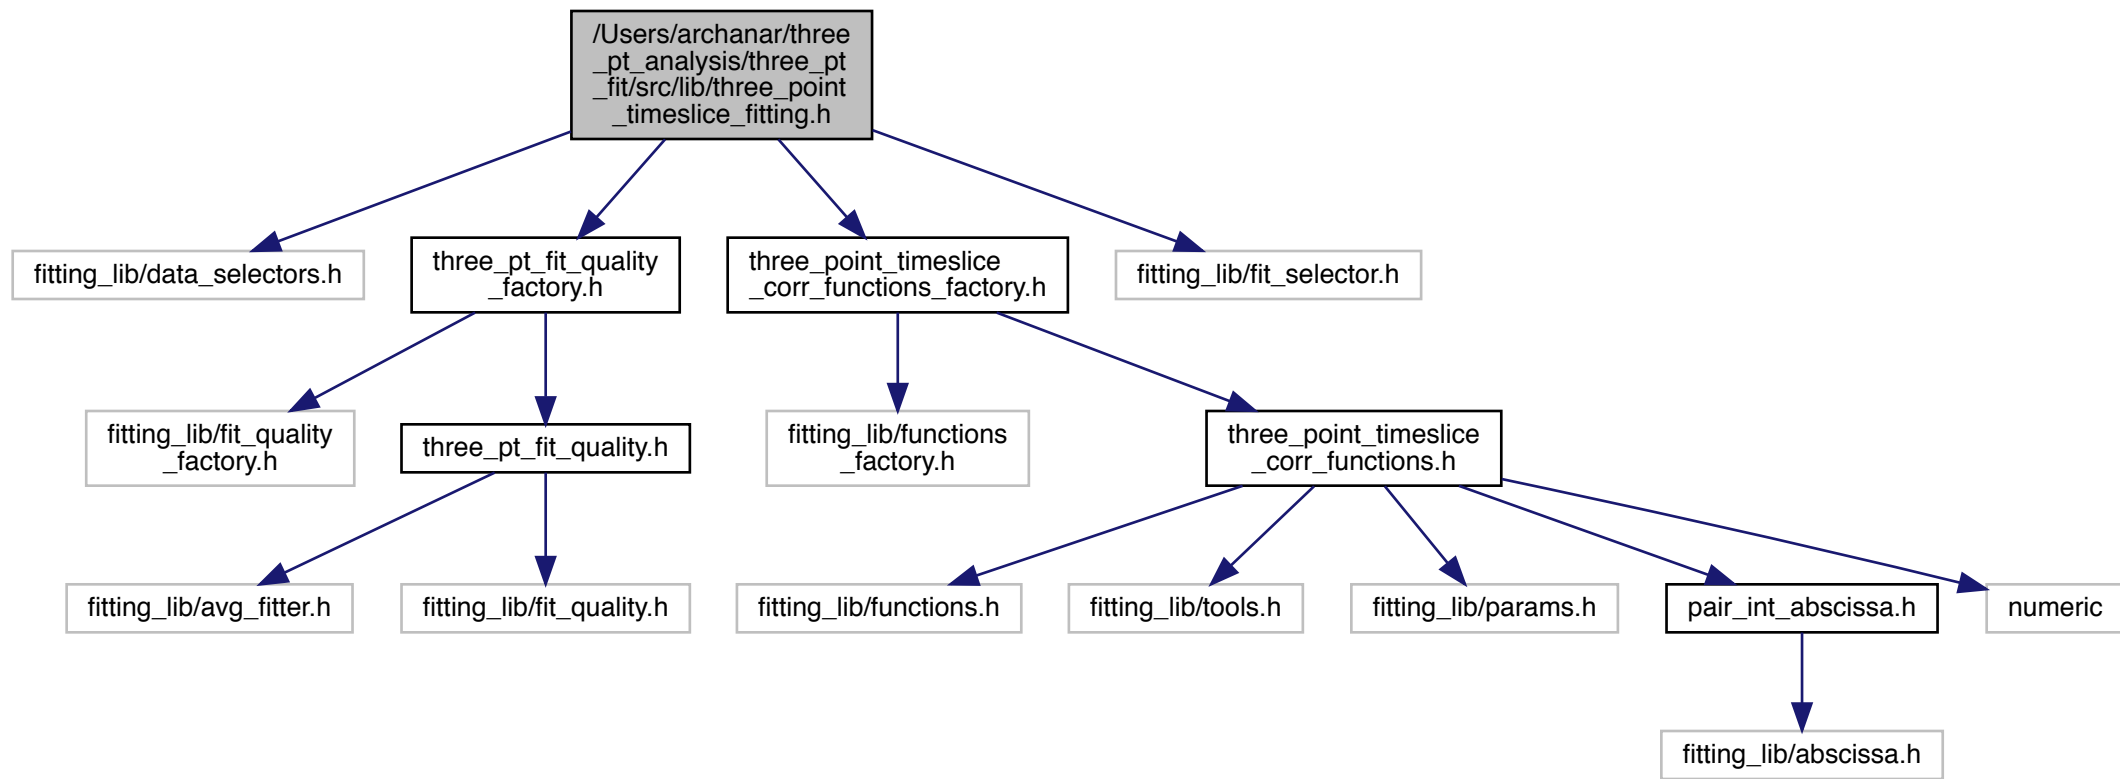 /Users/archanar/three
_pt_analysis/three_pt
_fit/src/lib/three_point
_timeslice_fitting.h
fitting_lib/data_selectors.h
three_pt_fit_quality
_factory.h
three_point_timeslice
_corr_functions_factory.h
fitting_lib/fit_selector.h
fitting_lib/fit_quality
_factory.h
three_pt_fit_quality.h
fitting_lib/functions
_factory.h
three_point_timeslice
_corr_functions.h
fitting_lib/avg_fitter.h
fitting_lib/fit_quality.h
fitting_lib/functions.h
fitting_lib/tools.h
fitting_lib/params.h
pair_int_abscissa.h
numeric
fitting_lib/abscissa.h